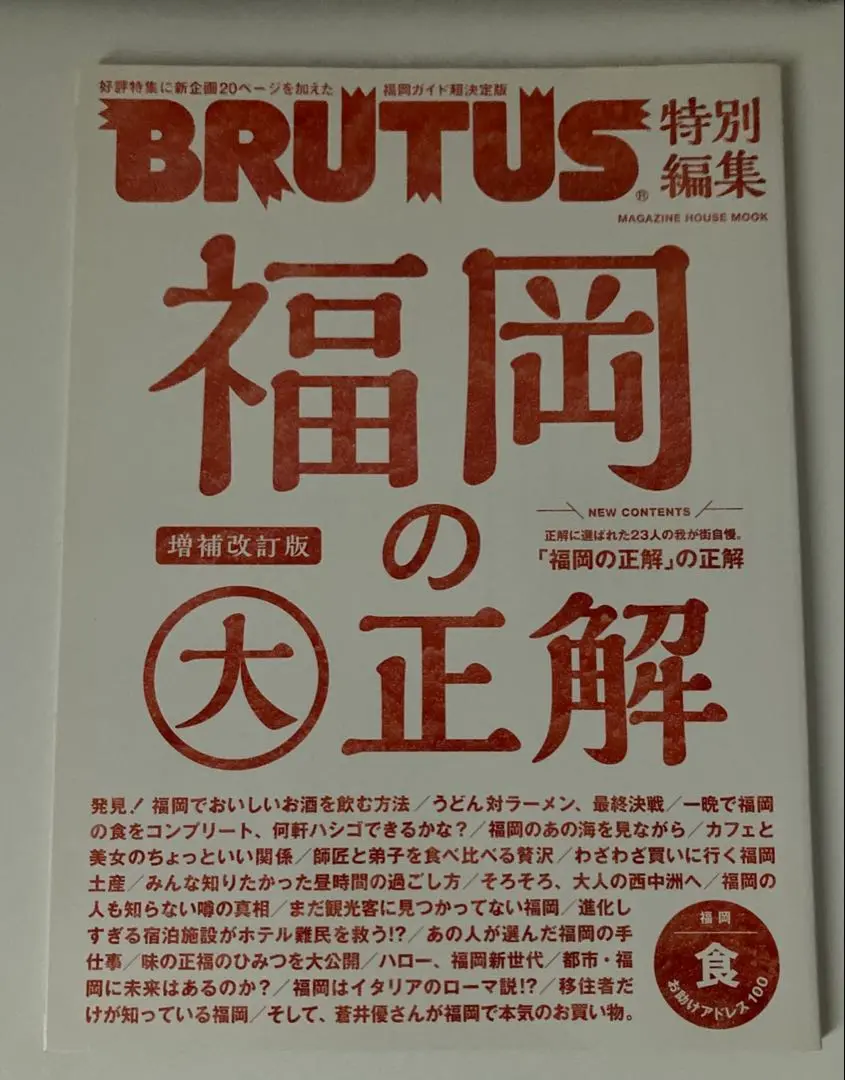 好評特集に新企画20ページを加えた 福岡ガイド超決定版
BRUTUS®
特別
編集
MAGAZINE HOUSE MOOK
福岡
の
大正解
増補改訂版
NEW CONTENTS
正解に選ばれた23人の我が街自慢。
「福岡の正解」の正解
発見！福岡でおいしいお酒を飲む方法／うどん対ラーメン、最終決戦／一晩で福岡
の食をコンプリート、何軒ハシゴできるかな？／福岡のあの海を見ながら／カフェと
美女のちょっといい関係／師匠と弟子を食べ比べる贅沢／わざわざ買いに行く福岡
土産／みんな知りたかった昼時間の過ごし方／そろそろ、大人の西中洲へ／福岡の
人も知らない噂の真相／まだ観光客に見つかってない福岡／進化し
すぎる宿泊施設がホテル難民を救う!?／あの人が選んだ福岡の手
仕事／味の正福のひみつを大公開／ハロー、福岡新世代／都市・福
岡に未来はあるのか？／福岡はイタリアのローマ説!?／移住者だ
けが知っている福岡／そして、蒼井優さんが福岡で本気のお買い物。
福岡
食
お助けアドレス100